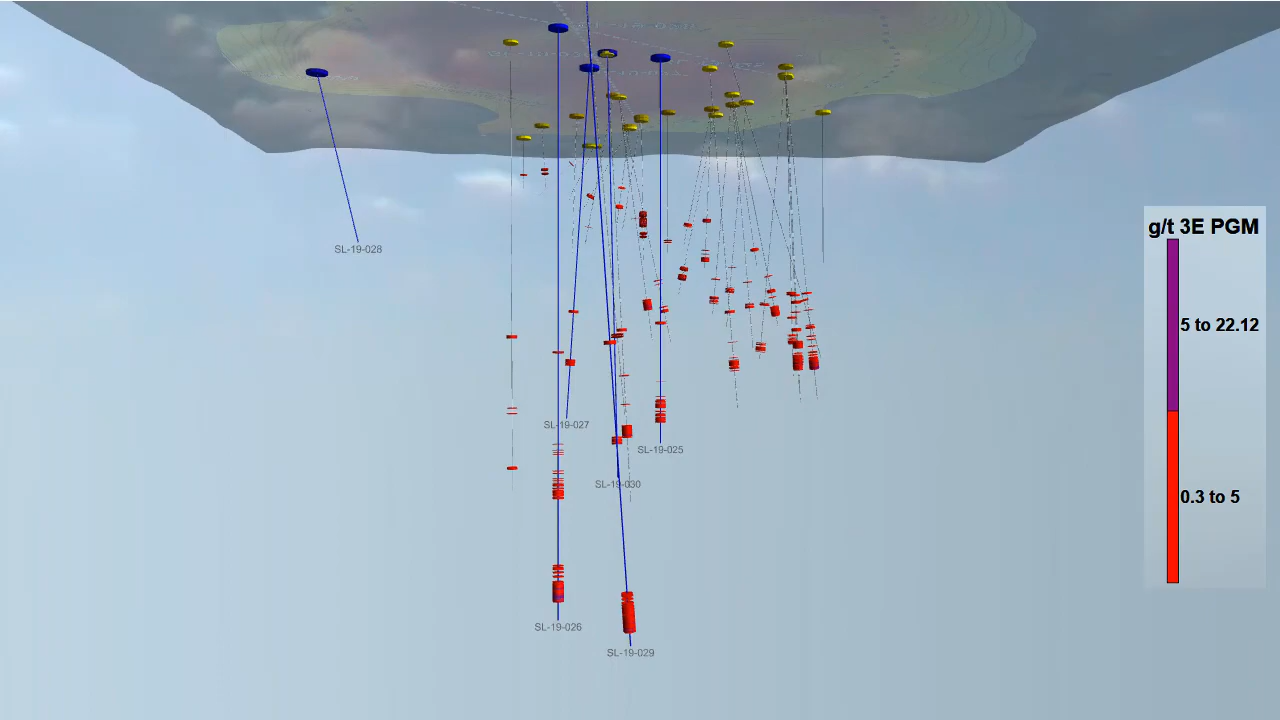 g/t 3E PGM
5 to 22.12
0.3 to 5
SL-19-028
SL-19-027
SL-19-025
SL-19-030
SL-19-026
SL-19-029